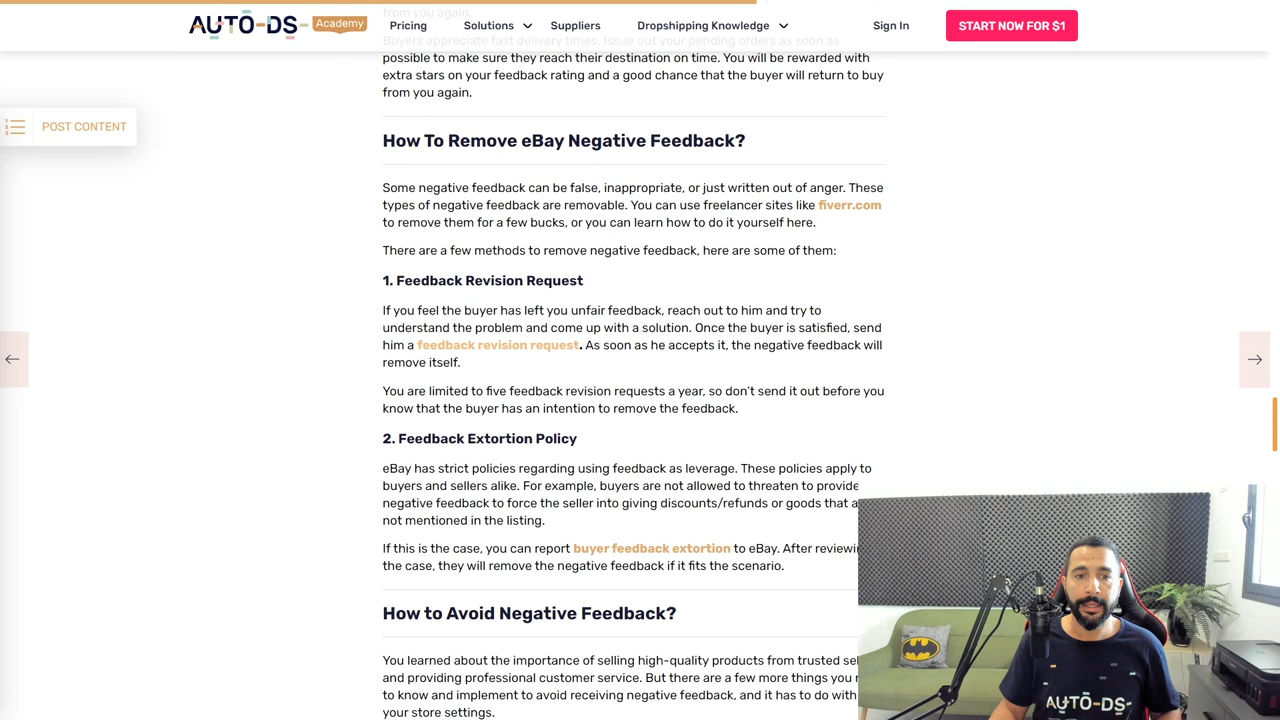 AUTO-DS Academy
Pricing
Solutions
Suppliers
Dropshipping Knowledge
Sign In
START NOW FOR $1
from you again.
Buyers appreciate fast delivery times. Issue out your pending orders as soon as
possible to make sure they reach their destination on time. You will be rewarded with
extra stars on your feedback rating and a good chance that the buyer will return to buy
from you again.
POST CONTENT
How To Remove eBay Negative Feedback?
Some negative feedback can be false, inappropriate, or just written out of anger. These
types of negative feedback are removable. You can use freelancer sites like fiverr.com
to remove them for a few bucks, or you can learn how to do it yourself here.
There are a few methods to remove negative feedback, here are some of them:
1. Feedback Revision Request
If you feel the buyer has left you unfair feedback, reach out to him and try to
understand the problem and come up with a solution. Once the buyer is satisfied, send
him a feedback revision request. As soon as he accepts it, the negative feedback will
remove itself.
You are limited to five feedback revision requests a year, so don't send it out before you
know that the buyer has an intention to remove the feedback.
2. Feedback Extortion Policy
eBay has strict policies regarding using feedback as leverage. These policies apply to
buyers and sellers alike. For example, buyers are not allowed to threaten to provide
negative feedback to force the seller into giving discounts/refunds or goods that
not mentioned in the listing.
If this is the case, you can report buyer feedback extortion to eBay. After
the case, they will remove the negative feedback if it fits the scenario.
How to Avoid Negative Feedback?
You learned about the importance of selling high-quality products from trusted
and providing professional customer service. But there are a few more things you
to know and implement to avoid receiving negative feedback, and it has to do with
your store settings.
AUTO-DS